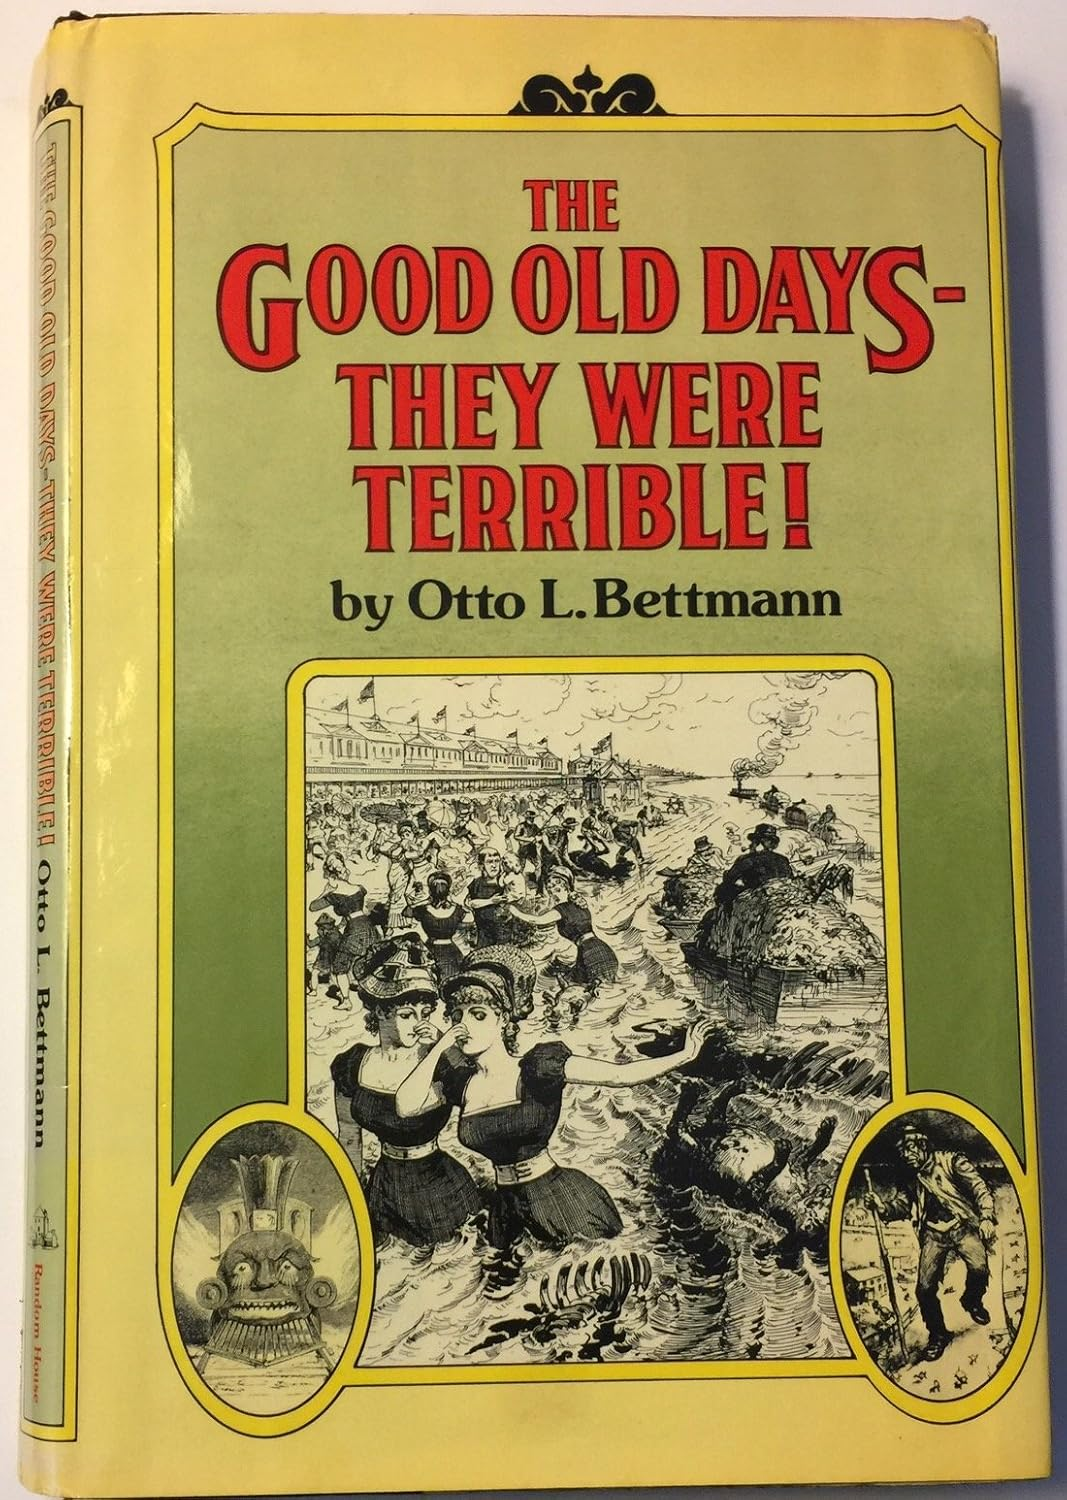 THE
GOOD OLD DAYS-
THEY WERE
TERRIBLE!
by Otto L. Bettmann
THE GOOD OLD DAYS-THEY WERE TERRIBLE! Otto L. Bettmann Random House